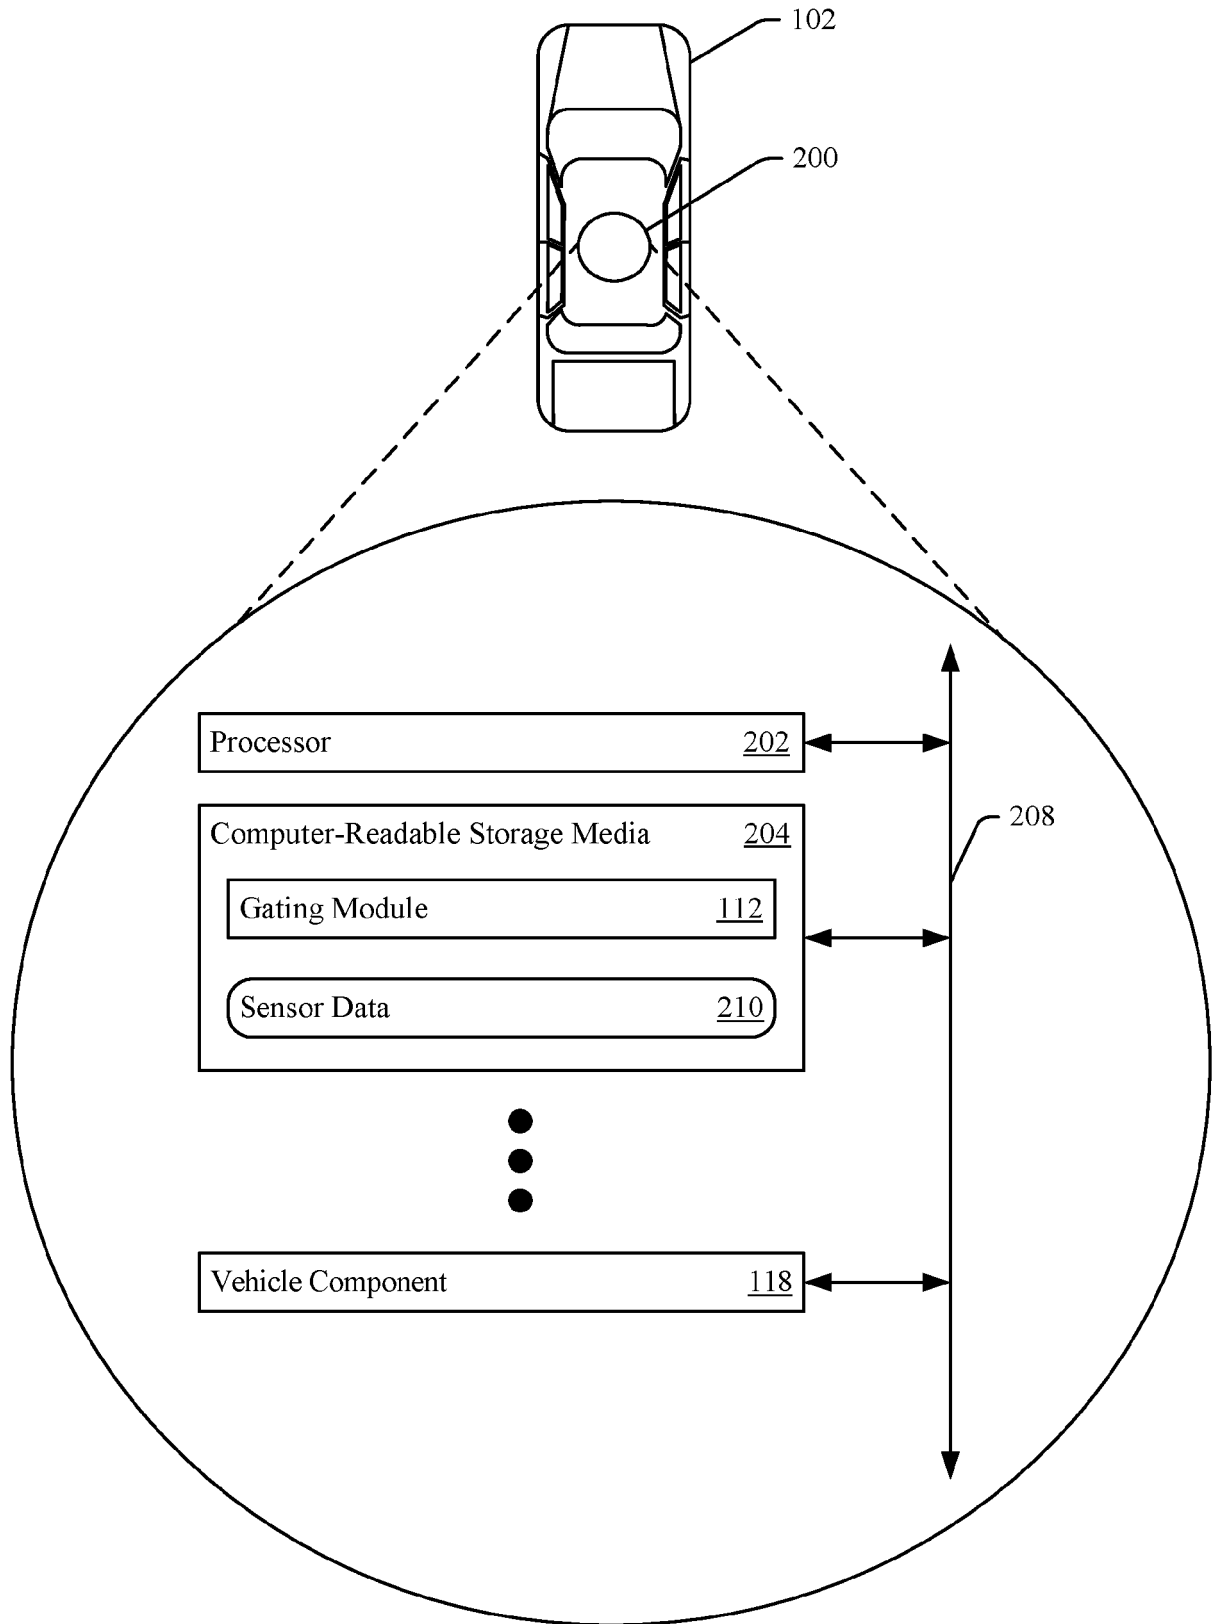 102
200
Processor 202
Computer-Readable Storage Media 204
208
Gating Module 112
Sensor Data 210
Vehicle Component 118